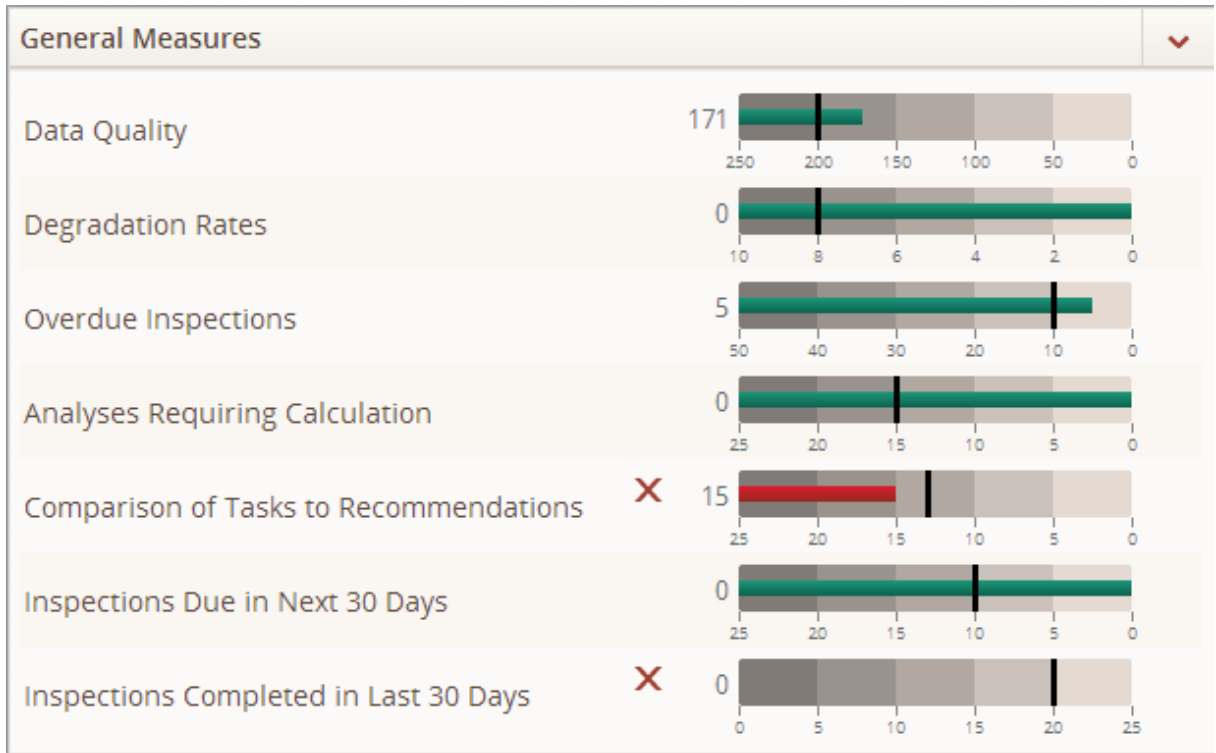 General Measures
Data Quality 171
250 200 150 100 50 0
Degradation Rates 0
10 8 6 4 2 0
Overdue Inspections 5
50 40 30 20 10 0
Analyses Requiring Calculation 0
25 20 15 10 5 0
Comparison of Tasks to Recommendations 15
25 20 15 10 5 0
Inspections Due in Next 30 Days 0
25 20 15 10 5 0
Inspections Completed in Last 30 Days 0
0 5 10 15 20 25